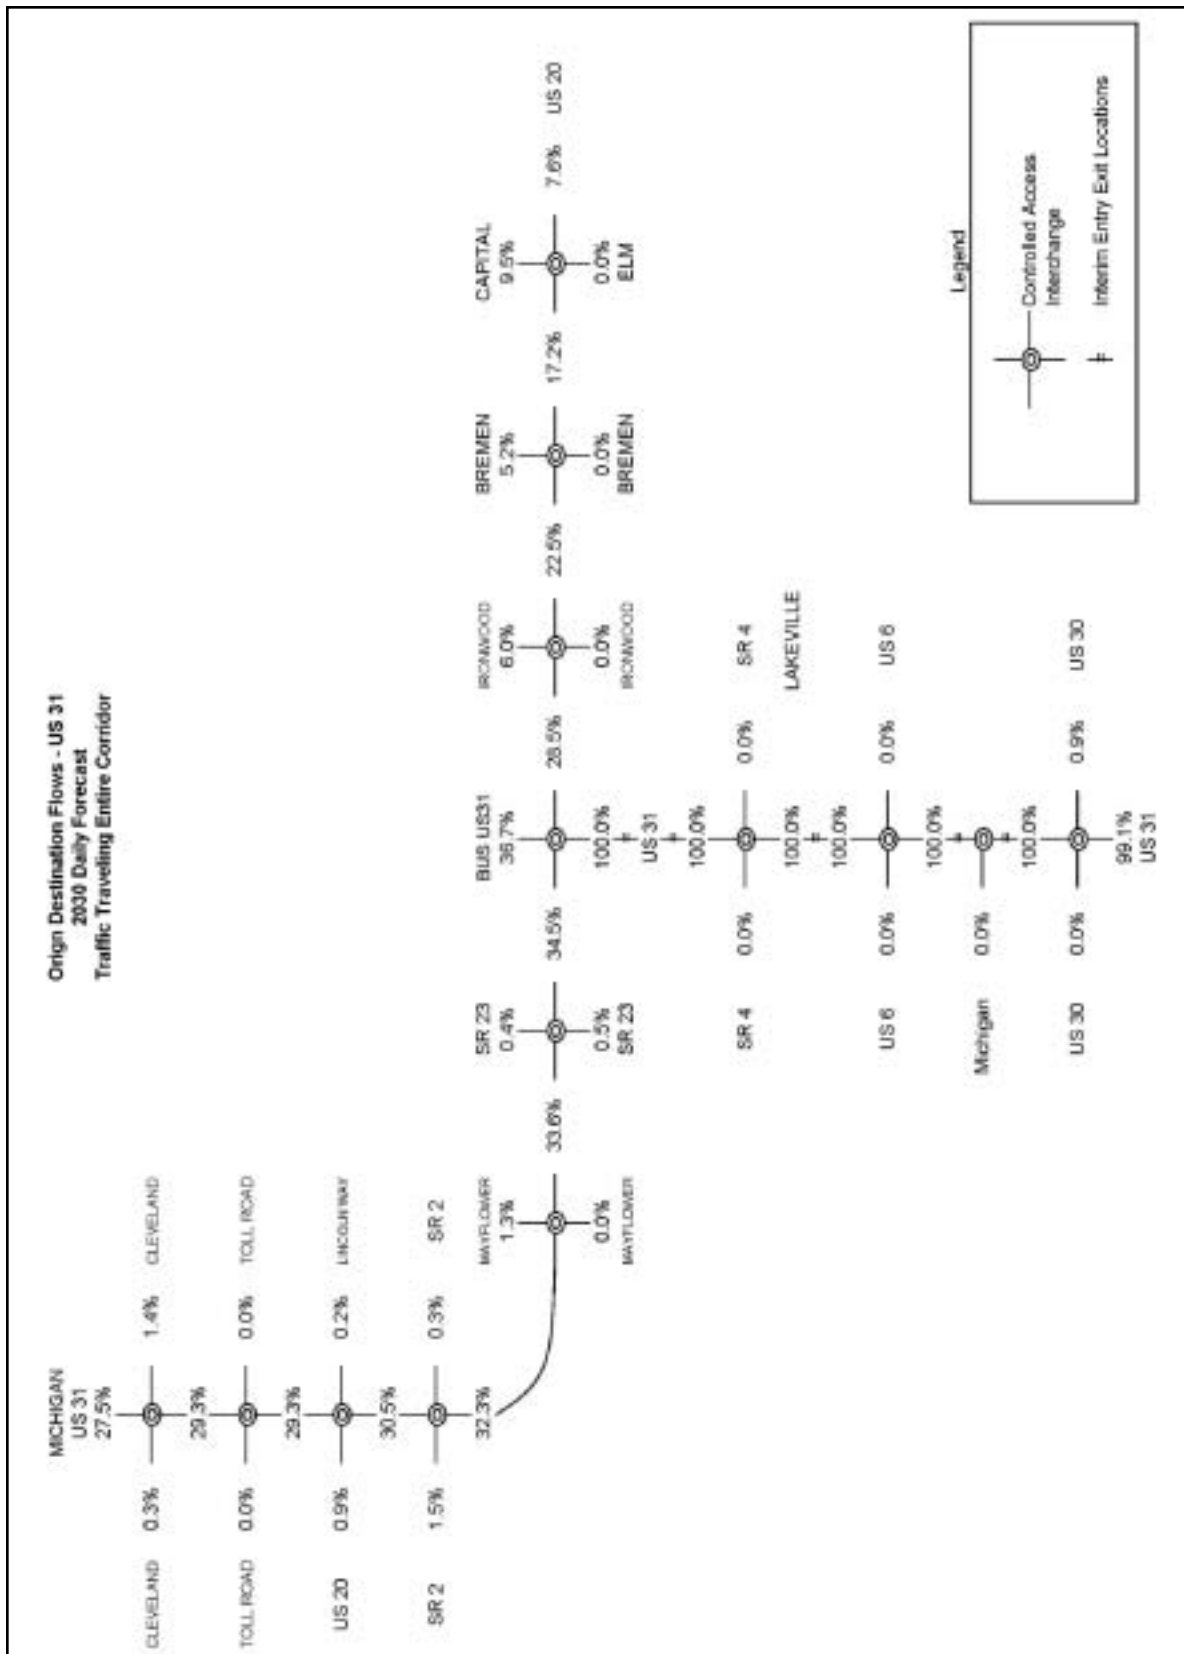 Orign Destination Flows - US 31
2030 Daily Forecast
Traffic Traveling Entire Corridor
MICHIGAN
US 31
27.5%
CLEVELAND 0.3% 1.4% CLEVELAND
29.3%
TOLL ROAD 0.0% 0.0% TOLL ROAD
29.3%
US 20 0.9% 0.2% LINCOLNWAY
30.5%
SR 2 1.5% 0.3% SR 2
32.3%
MAYFLOWER
1.3%
0.0%
MAYFLOWER
33.6%
SR 23
0.4%
0.5%
SR 23
34.5%
BUS US31
36.7%
28.5%
IRONWOOD
6.0%
0.0%
IRONWOOD
22.5%
BREMEN
5.2%
0.0%
BREMEN
17.2%
CAPITAL
9.5%
0.0%
ELM
7.6% US 20
100.0%
US 31
100.0%
SR 4 0.0% 0.0% SR 4
100.0%
LAKEVILLE
100.0%
US 6 0.0% 0.0% US 6
100.0%
Michigan 0.0%
100.0%
US 30 0.0% 0.9% US 30
99.1%
US 31
Legend
Controlled Access
Interchange
Interim Entry Exit Locations